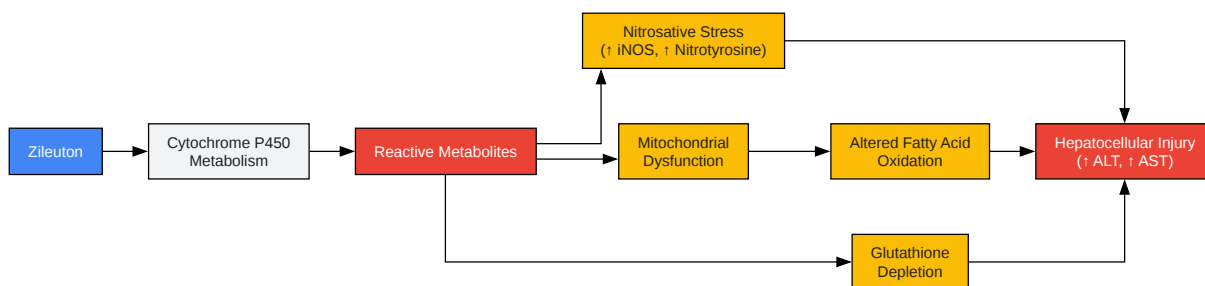 Nitrosative Stress
(↑ iNOS, ↑ Nitrotyrosine)
Zileuton
Cytochrome P450
Metabolism
Reactive Metabolites
Mitochondrial
Dysfunction
Altered Fatty Acid
Oxidation
Hepatocellular Injury
(↑ ALT, ↑ AST)
Glutathione
Depletion